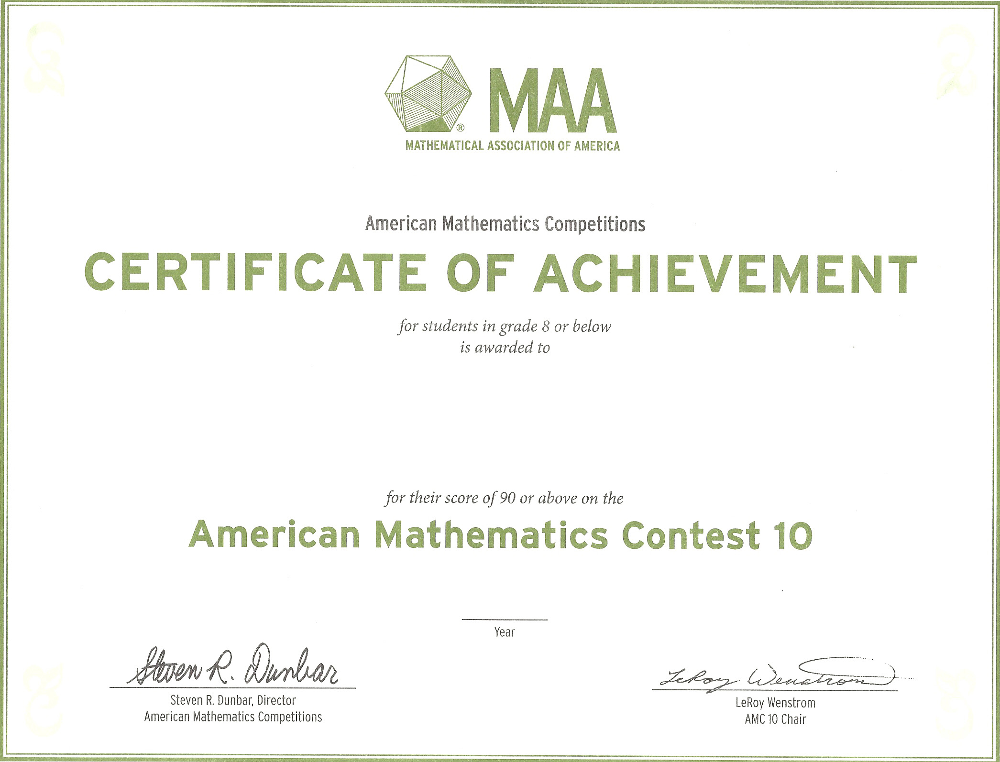 MAA
®
MATHEMATICAL ASSOCIATION OF AMERICA
American Mathematics Competitions
CERTIFICATE OF ACHIEVEMENT
for students in grade 8 or below
is awarded to
for their score of 90 or above on the
American Mathematics Contest 10
Year
Steven R. Dunbar
Steven R. Dunbar, Director
American Mathematics Competitions
LeRoy Wenstrom
LeRoy Wenstrom
AMC 10 Chair